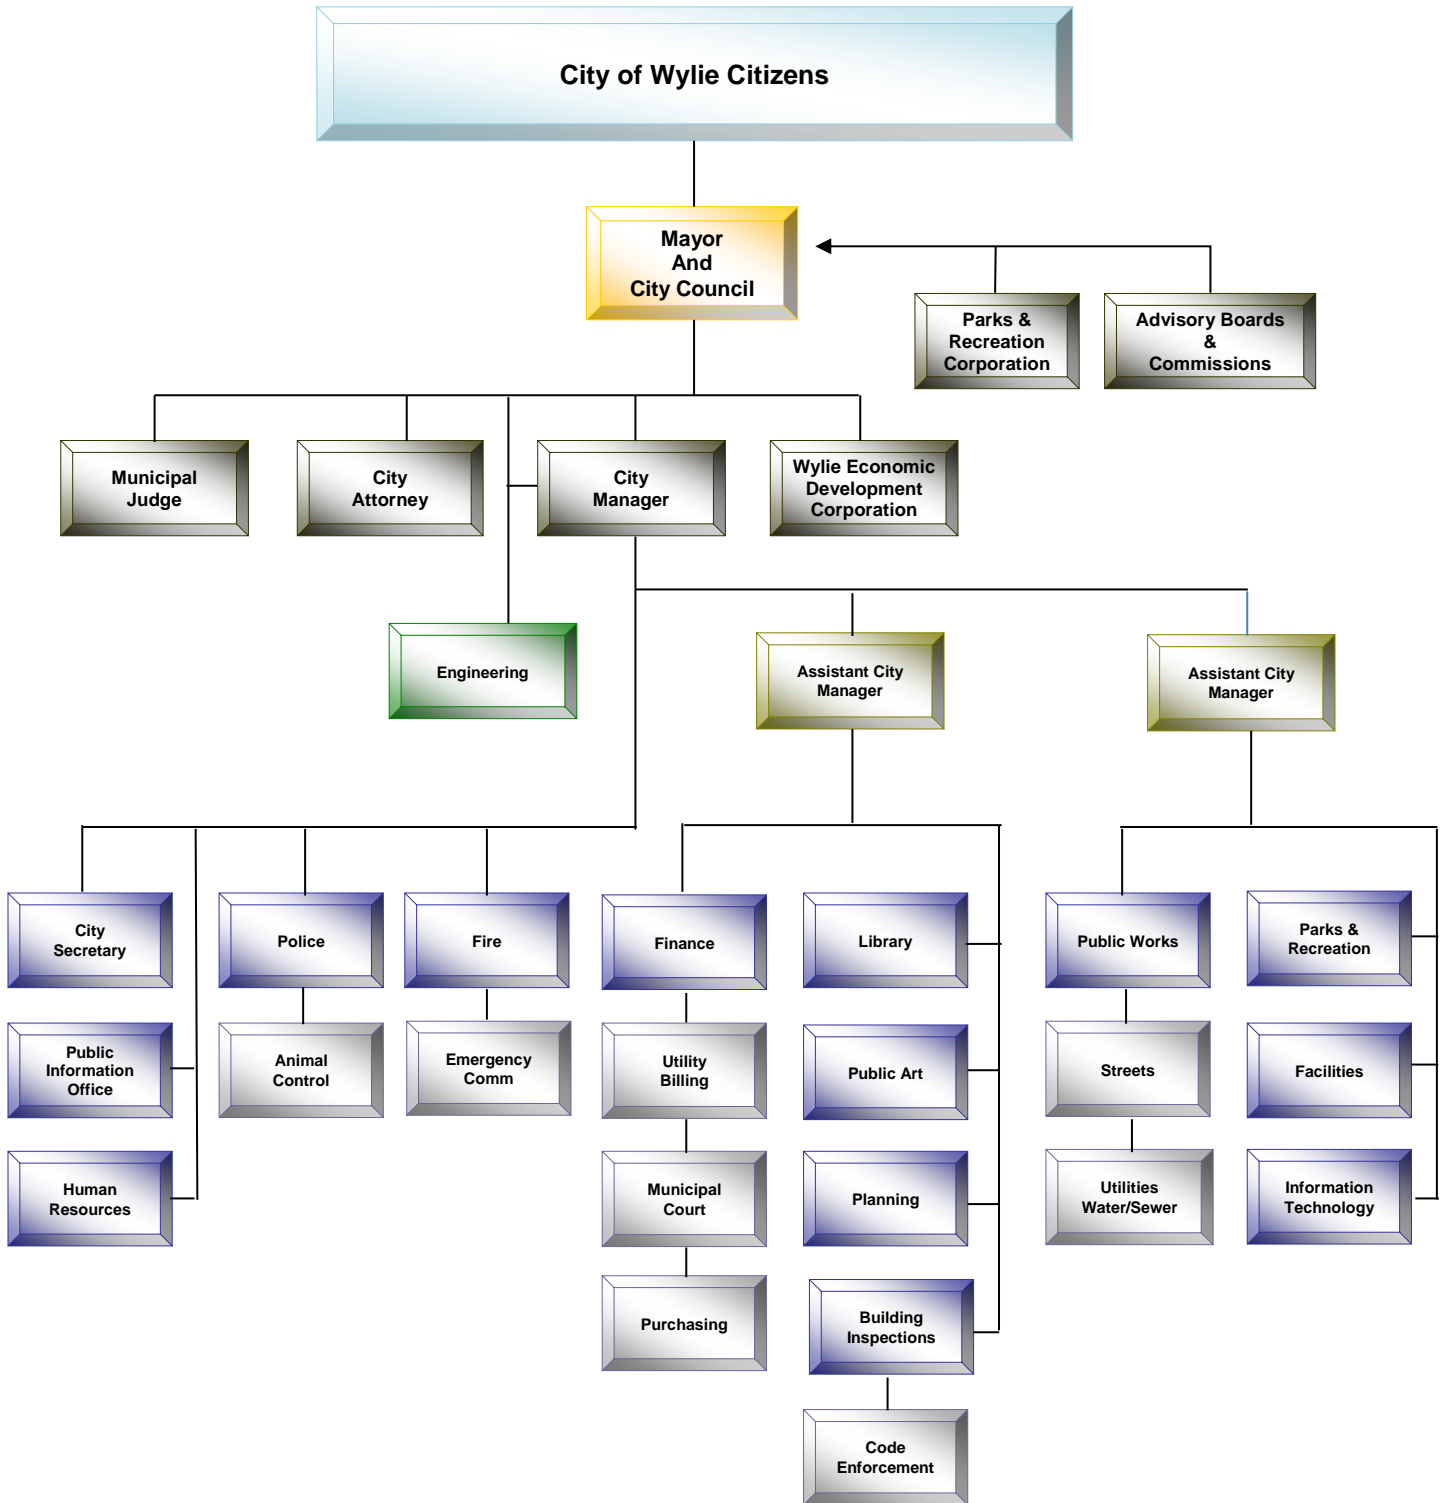 City of Wylie Citizens
Mayor
And
City Council
Parks &
Recreation
Corporation
Advisory Boards
&
Commissions
Municipal
Judge
City
Attorney
City
Manager
Wylie Economic
Development
Corporation
Engineering
Assistant City
Manager
Assistant City
Manager
City
Secretary
Police
Fire
Finance
Library
Public Works
Parks &
Recreation
Public
Information
Office
Animal
Control
Emergency
Comm
Utility
Billing
Public Art
Streets
Facilities
Human
Resources
Municipal
Court
Planning
Utilities
Water/Sewer
Information
Technology
Purchasing
Building
Inspections
Code
Enforcement